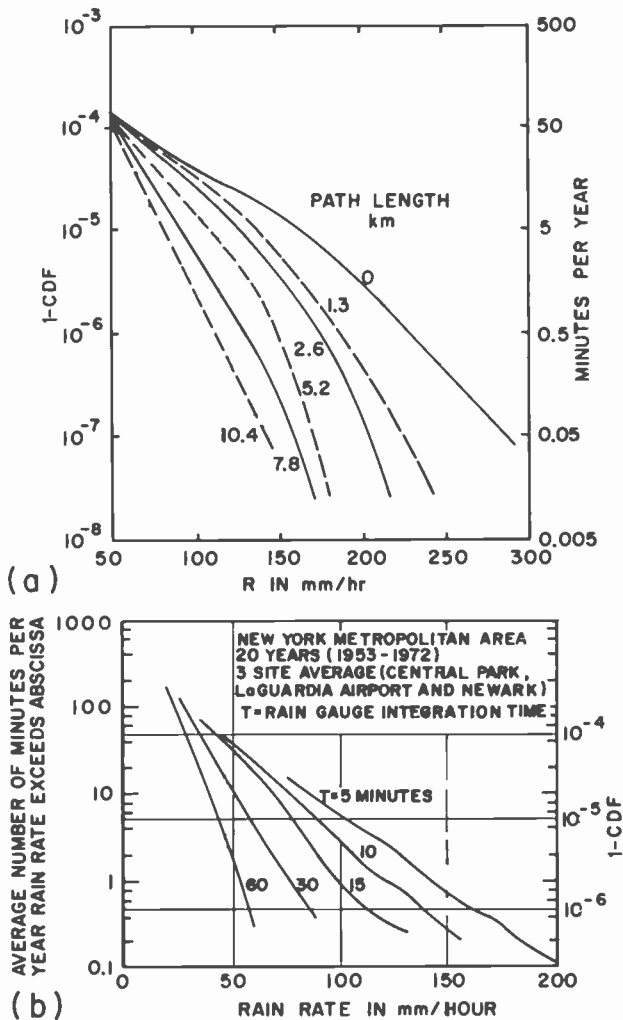 10⁻³
10⁻⁴
10⁻⁵
10⁻⁶
10⁻⁷
10⁻⁸
1-CDF
500
50
5
0.5
0.05
0.005
MINUTES PER YEAR
PATH LENGTH
km
0
1.3
2.6
5.2
10.4
7.8
50
100
150
200
250
300
R IN mm/hr
(a)
AVERAGE NUMBER OF MINUTES PER
YEAR RAIN RATE EXCEEDS ABSCISSA
1000
100
10
1
0.1
NEW YORK METROPOLITAN AREA
20 YEARS (1953-1972)
3 SITE AVERAGE (CENTRAL PARK,
LaGUARDIA AIRPORT AND NEWARK)
T=RAIN GAUGE INTEGRATION TIME
T=5 MINUTES
10
15
30
60
10⁻⁴
10⁻⁵
10⁻⁶
1-CDF
0
50
100
150
200
RAIN RATE IN mm/HOUR
(b)